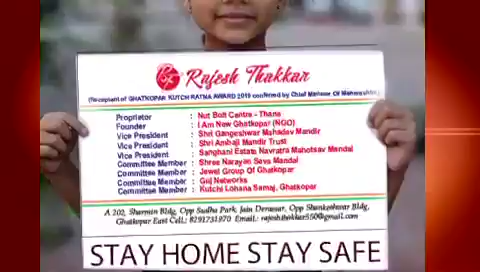 Rajesh Thakkar
(Recipient of GHATKOPAR KUTCH RATNA AWARD 2019 conferred by Chief Minister Of Maharashtra)
Proprietor : Nut Bolt Centre - Thane
Founder : I Am New Ghatkopar (NGO)
Vice President : Shri Gangeshwar Mahadev Mandir
Vice President : Shri Ambaji Mandir Trust
Vice President : Sanghani Estate Navratra Mahotsav Mandal
Committee Member : Shree Narayan Seva Mandal
Committee Member : Jewel Group Of Ghatkopar
Committee Member : Guj Networks
Committee Member : Kutchi Lohana Samaj, Ghatkopar
A 202, Sharmin Bldg, Opp Sudha Park, Jain Derasar, Opp Shankeshwar Bldg,
Ghatkopar East Cell.: 8291731970 Email.: rajeshthakkar550@gmail.com
STAY HOME STAY SAFE